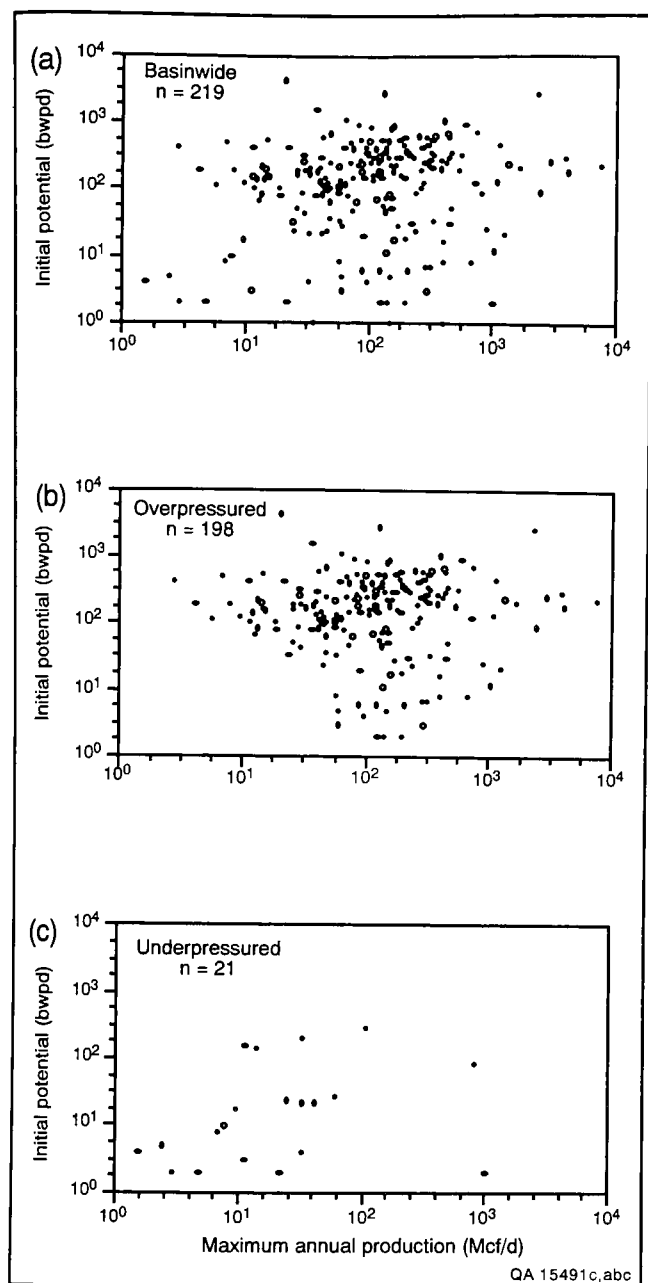 (a)
Basinwide
n = 219
Initial potential (bwpd)
10⁴
10³
10²
10¹
10⁰
10⁰ 10¹ 10² 10³ 10⁴
(b)
Overpressured
n = 198
Initial potential (bwpd)
10⁴
10³
10²
10¹
10⁰
10⁰ 10¹ 10² 10³ 10⁴
(c)
Underpressured
n = 21
Initial potential (bwpd)
10⁴
10³
10²
10¹
10⁰
10⁰ 10¹ 10² 10³ 10⁴
Maximum annual production (Mcf/d)
QA 15491c,abc